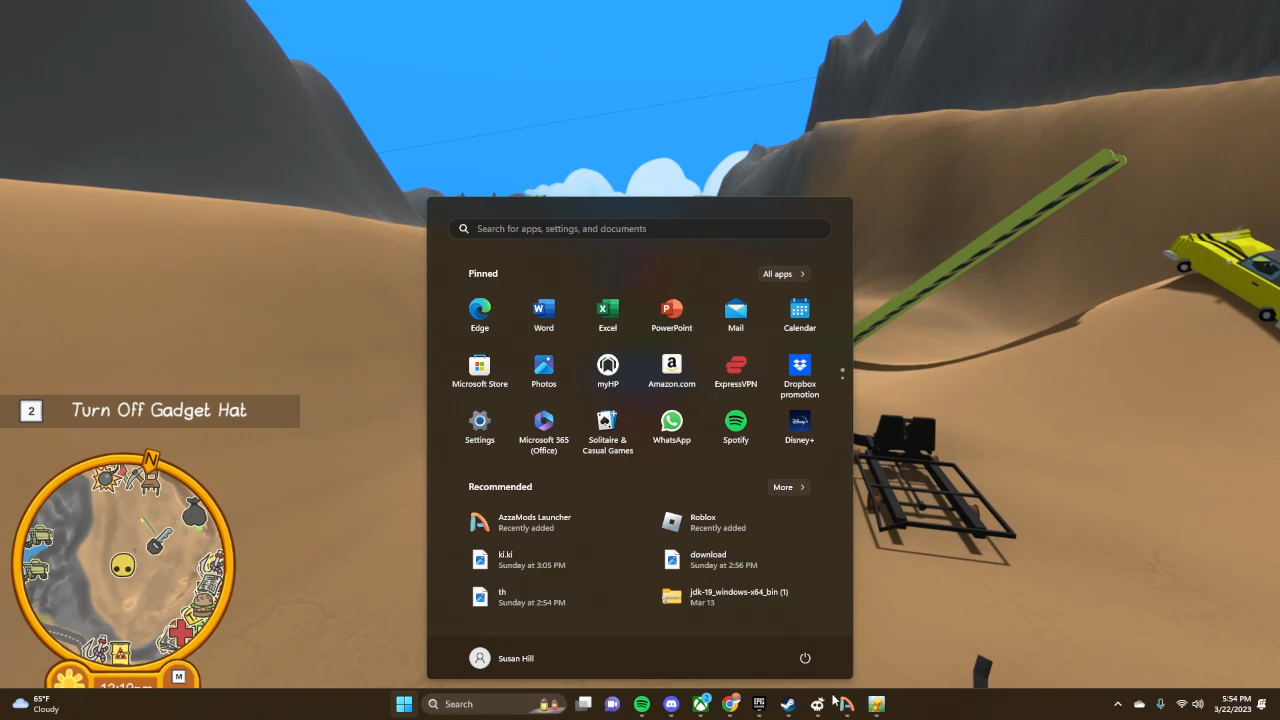 Search for apps, settings, and documents
Pinned
All apps
Edge
Word
Excel
PowerPoint
Mail
Calendar
Microsoft Store
Photos
myHP
Amazon.com
ExpressVPN
Dropbox promotion
Settings
Microsoft 365 (Office)
Solitaire & Casual Games
WhatsApp
Spotify
Disney+
2 Turn Off Gadget Hat
Recommended
More
AzzaMods Launcher
Recently added
Roblox
Recently added
ki.ki
Sunday at 3:05 PM
download
Sunday at 2:56 PM
th
Sunday at 2:54 PM
jdk-19_windows-x64_bin (1)
Mar 13
N
M
Susan Hill
65°F
Cloudy
Search
2
EPIC
5:54 PM
3/22/2023